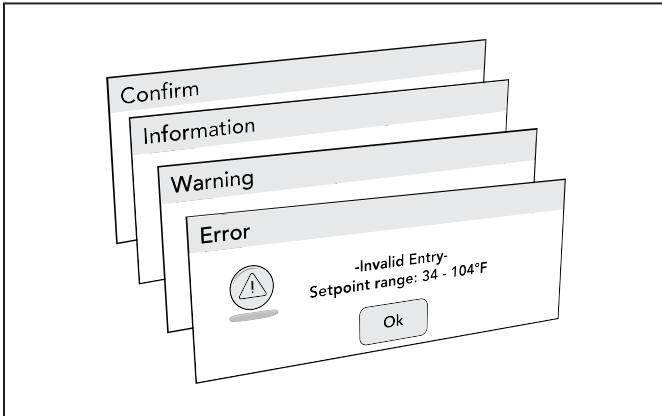 Confirm
Information
Warning
Error
-Invalid Entry-
Setpoint range: 34 - 104°F
Ok